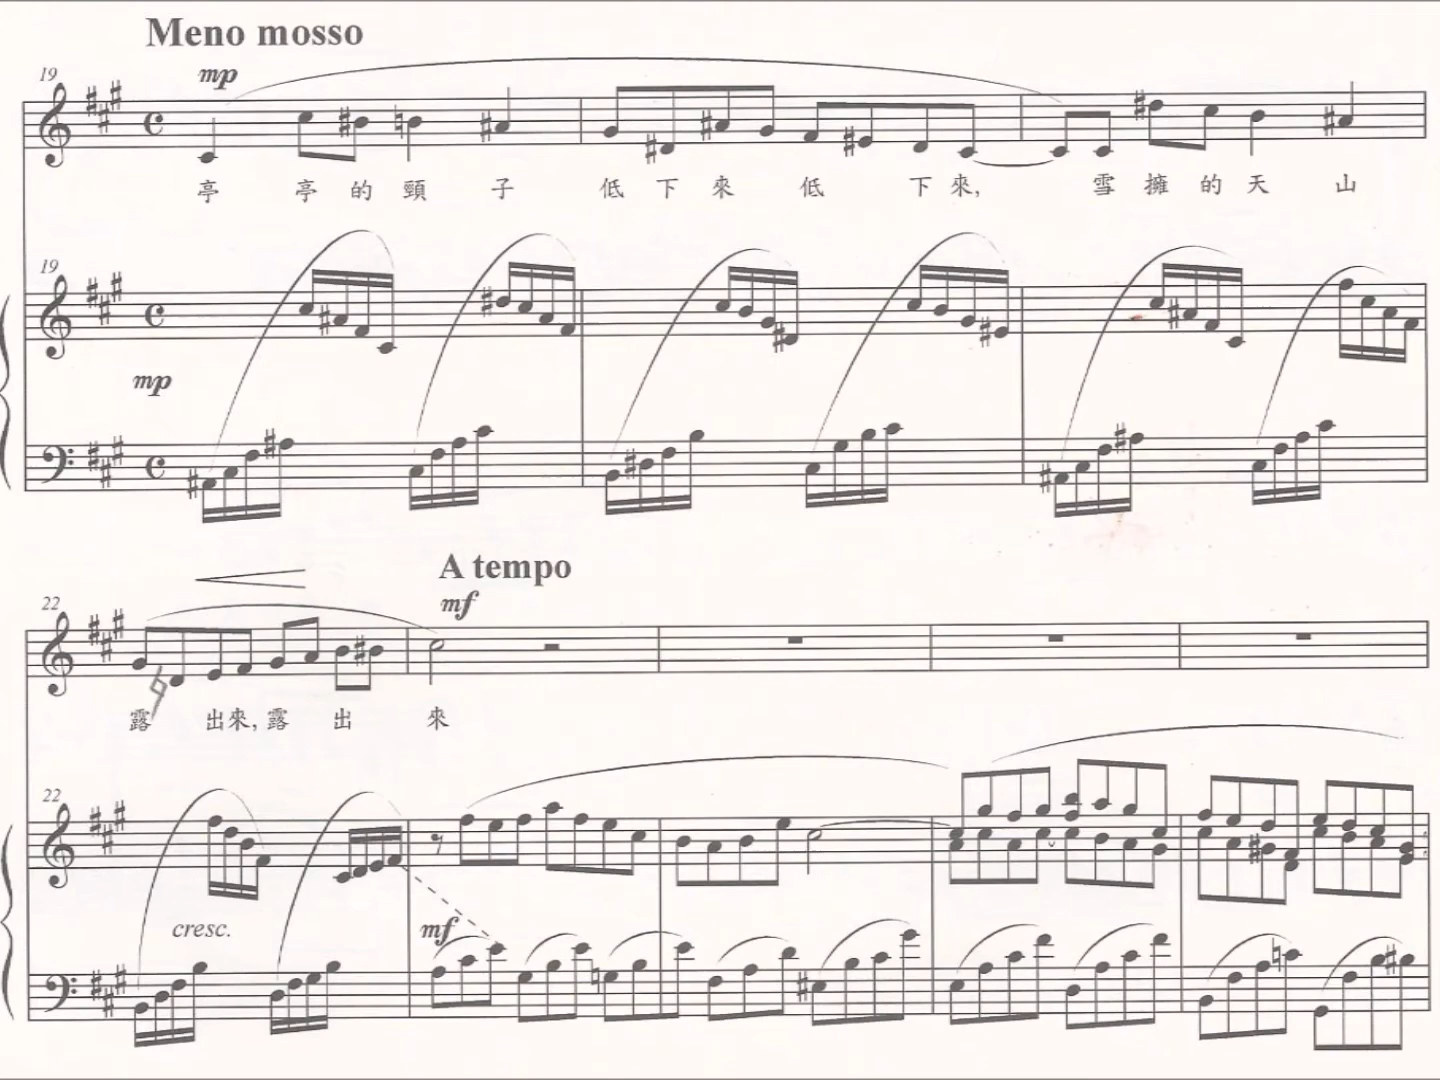 Meno mosso
19
mp
亭 亭 的 頸 子 低 下 來 低 下 來, 雪 擁 的 天 山
19
mp
A tempo
22
mf
露 出 來, 露 出 來
22
cresc.
mf